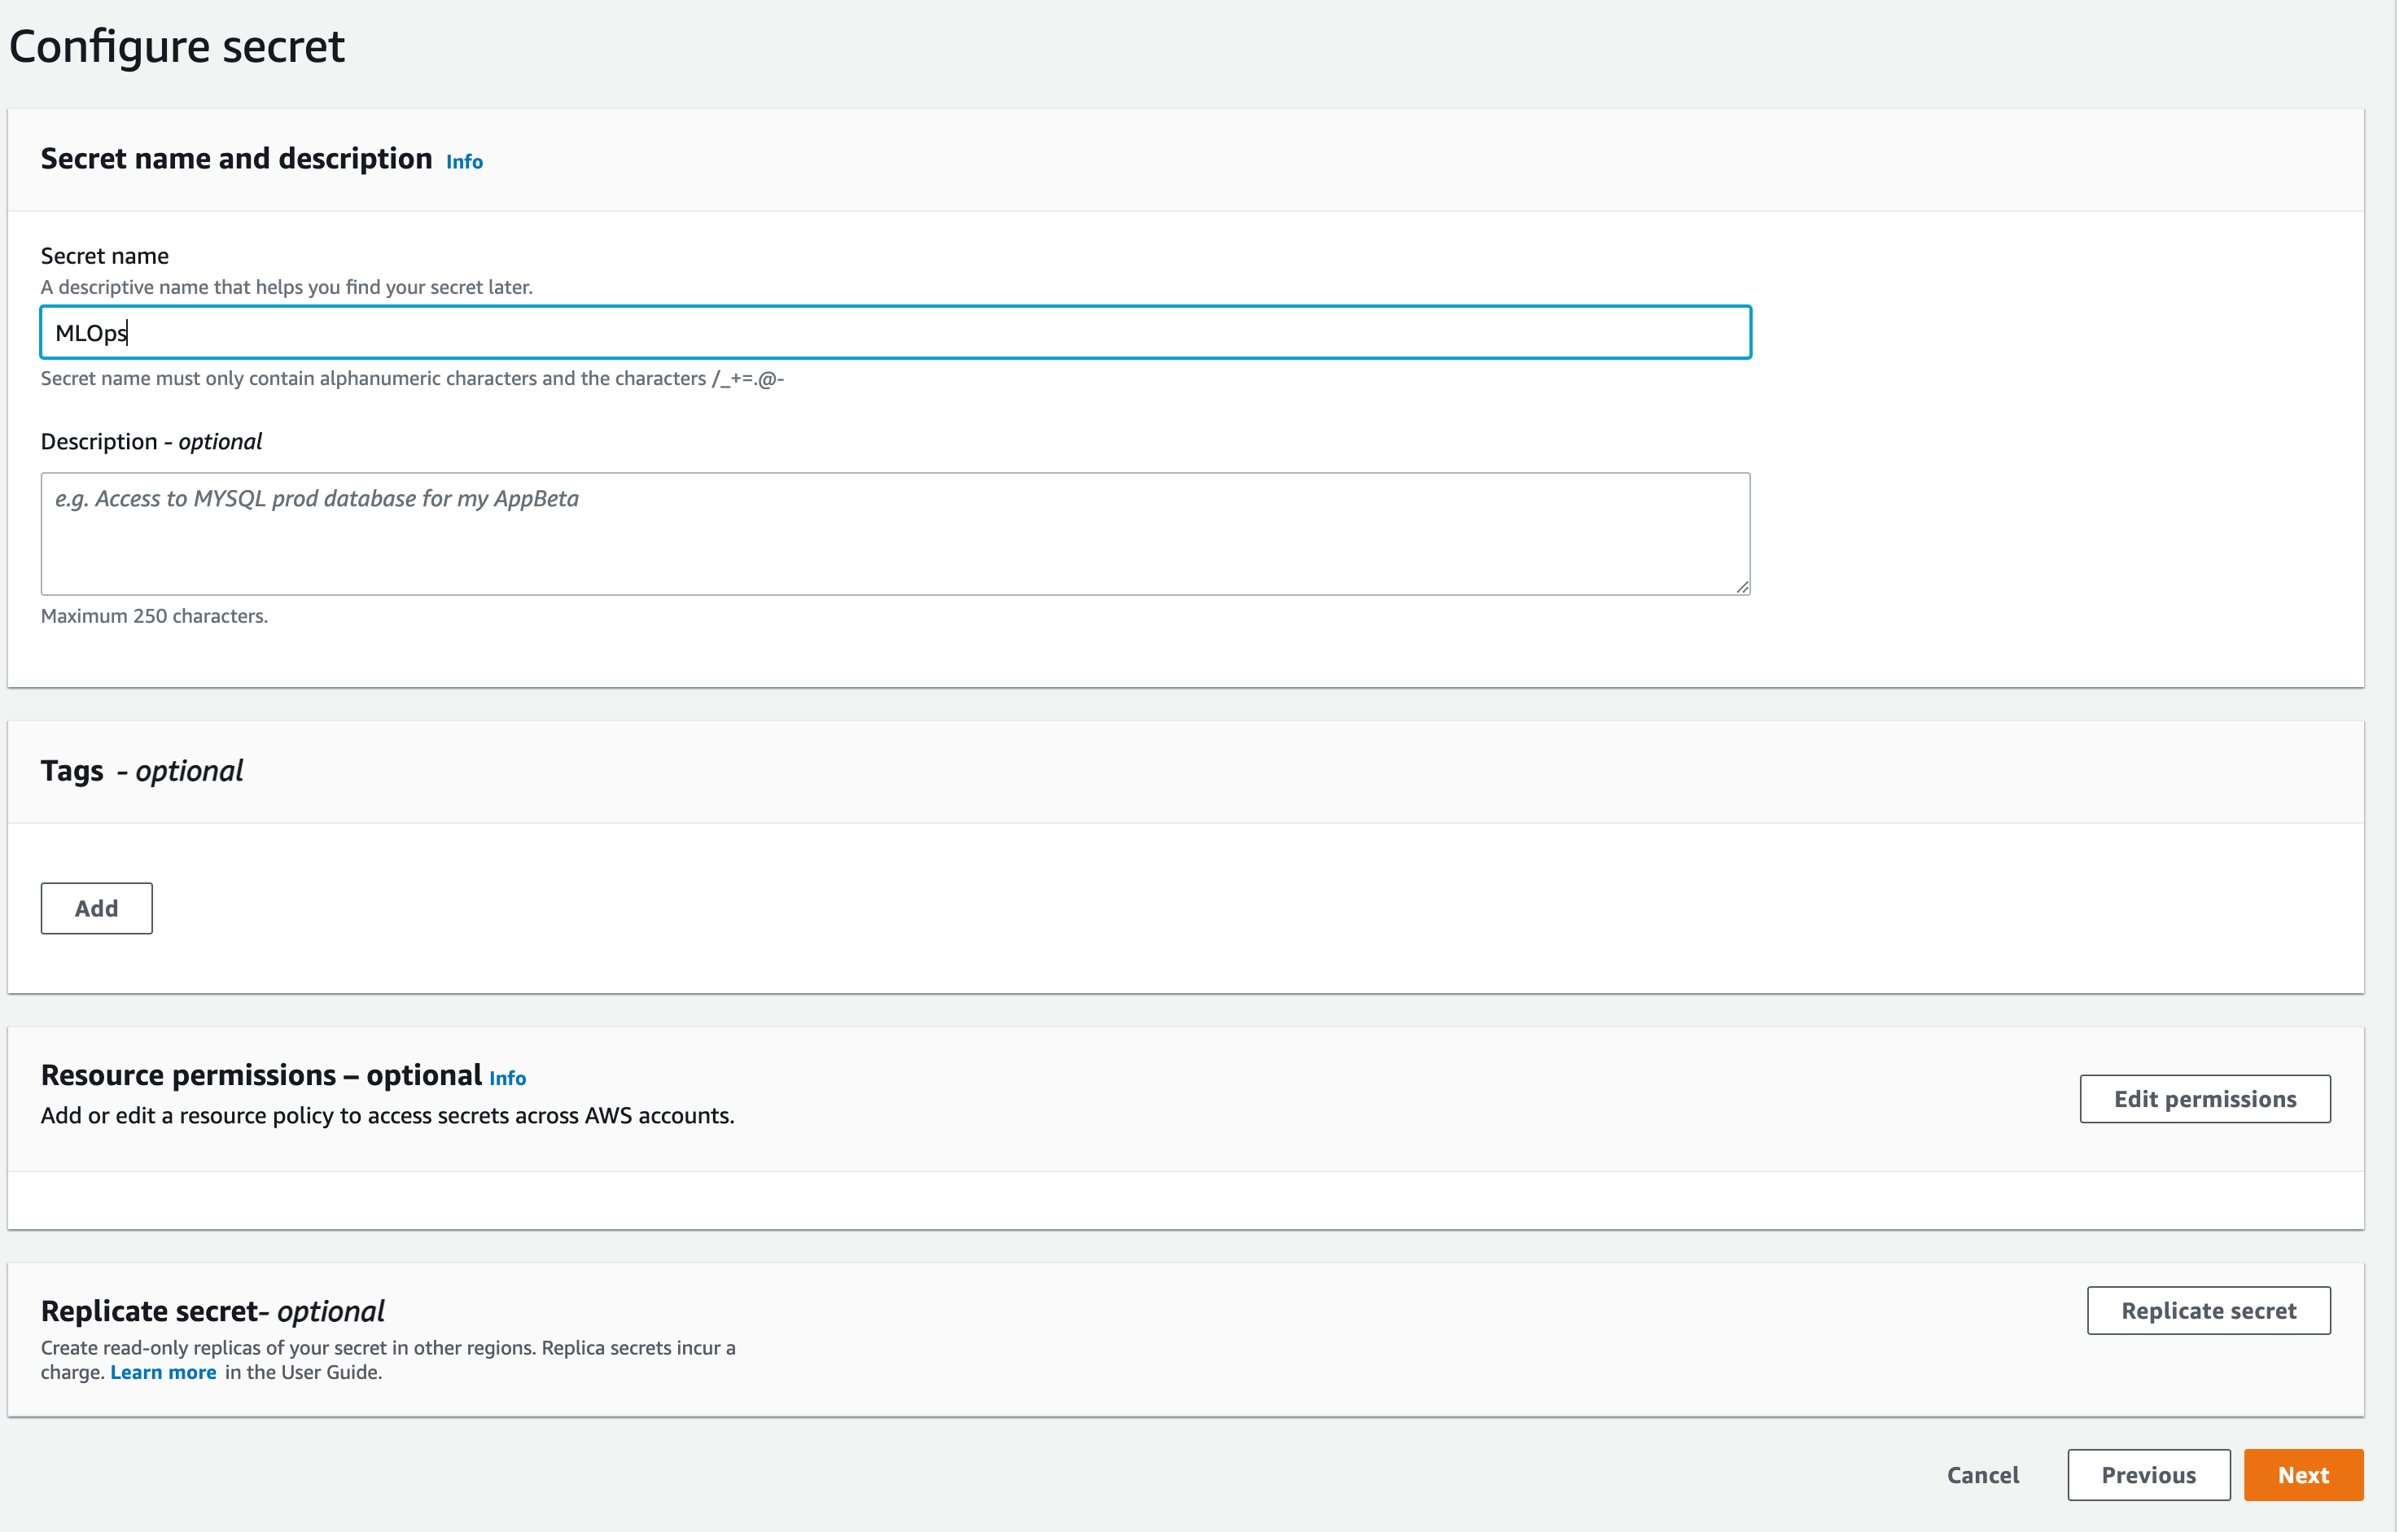 Configure secret
Secret name and description Info
Secret name
A descriptive name that helps you find your secret later.
MLOps
Secret name must only contain alphanumeric characters and the characters /_+=.@-
Description - optional
e.g. Access to MYSQL prod database for my AppBeta
Maximum 250 characters.
Tags - optional
Add
Resource permissions – optional Info
Add or edit a resource policy to access secrets across AWS accounts.
Edit permissions
Replicate secret- optional
Create read-only replicas of your secret in other regions. Replica secrets incur a
charge. Learn more in the User Guide.
Replicate secret
Cancel Previous Next